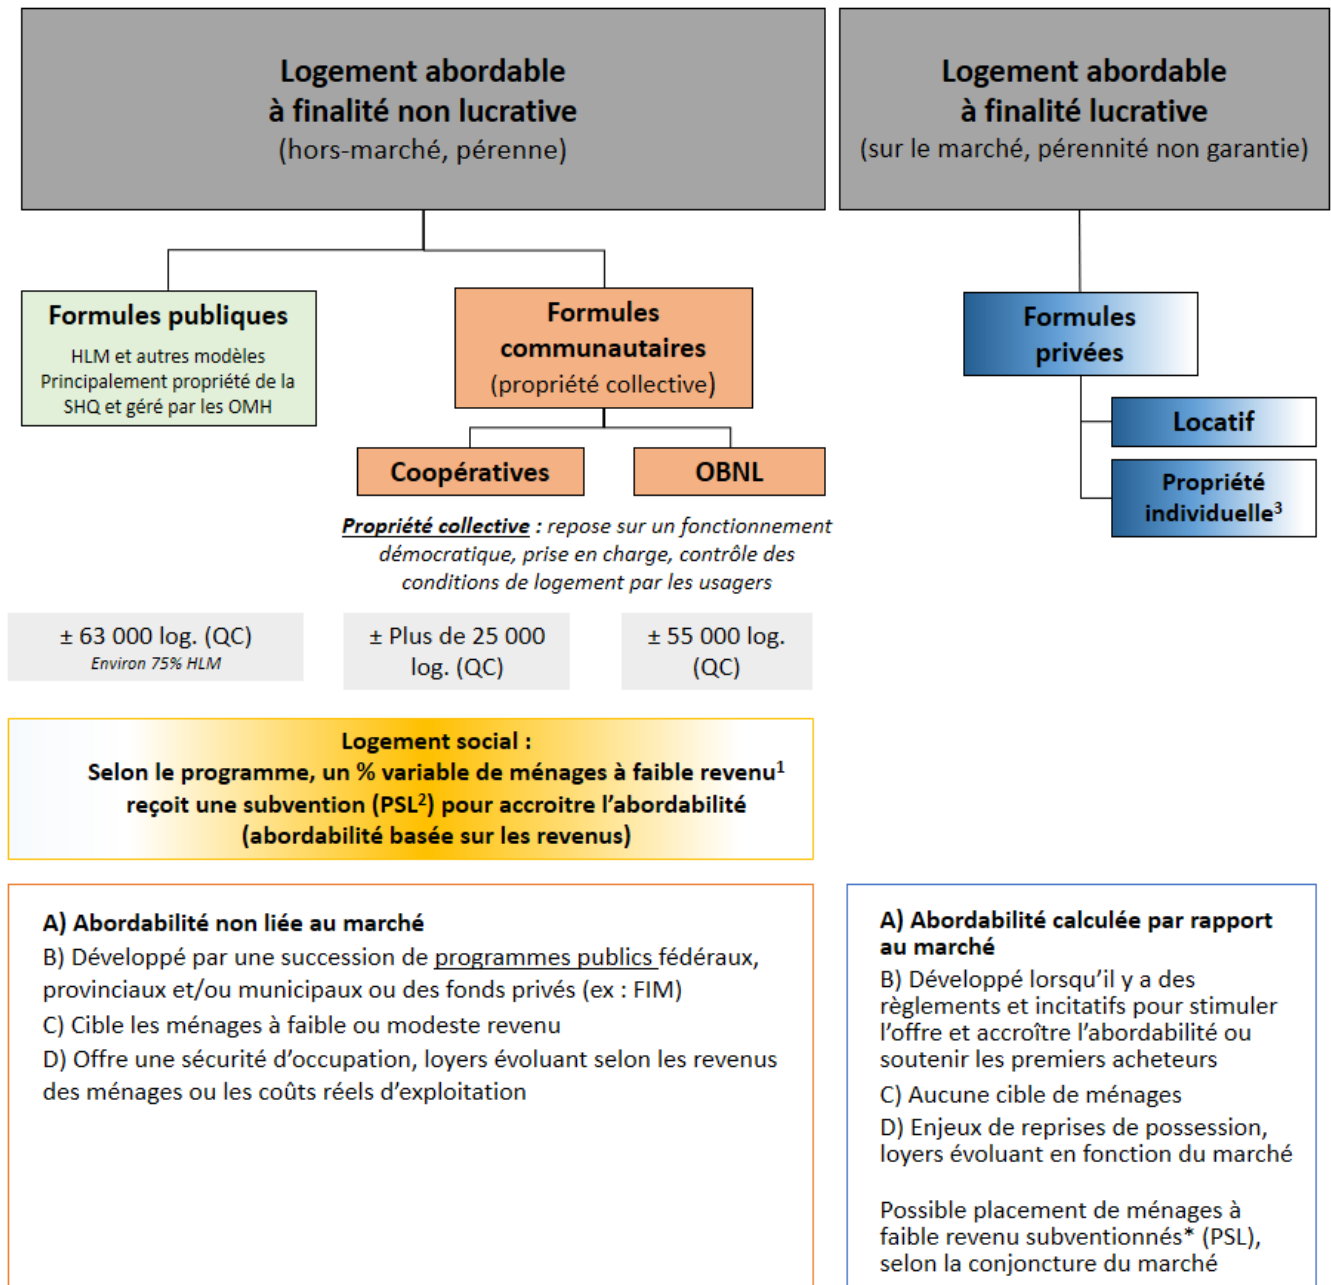 Logement abordable
à finalité non lucrative
(hors-marché, pérenne)
Logement abordable
à finalité lucrative
(sur le marché, pérennité non garantie)
Formules publiques
HLM et autres modèles
Principalement propriété de la
SHQ et géré par les OMH
Formules
communautaires
(propriété collective)
Coopératives
OBNL
Propriété collective : repose sur un fonctionnement
démocratique, prise en charge, contrôle des
conditions de logement par les usagers
Formules
privées
Locatif
Propriété
individuelle³
± 63 000 log. (QC)
Environ 75% HLM
± Plus de 25 000
log. (QC)
± 55 000 log.
(QC)
Logement social :
Selon le programme, un % variable de ménages à faible revenu¹
reçoit une subvention (PSL²) pour accroitre l’abordabilité
(abordabilité basée sur les revenus)
A) Abordabilité non liée au marché
B) Développé par une succession de programmes publics fédéraux,
provinciaux et/ou municipaux ou des fonds privés (ex : FIM)
C) Cible les ménages à faible ou modeste revenu
D) Offre une sécurité d’occupation, loyers évoluant selon les revenus
des ménages ou les coûts réels d’exploitation
A) Abordabilité calculée par rapport
au marché
B) Développé lorsqu’il y a des
règlements et incitatifs pour stimuler
l’offre et accroître l’abordabilité ou
soutenir les premiers acheteurs
C) Aucune cible de ménages
D) Enjeux de reprises de possession,
loyers évoluant en fonction du marché
Possible placement de ménages à
faible revenu subventionnés* (PSL),
selon la conjoncture du marché